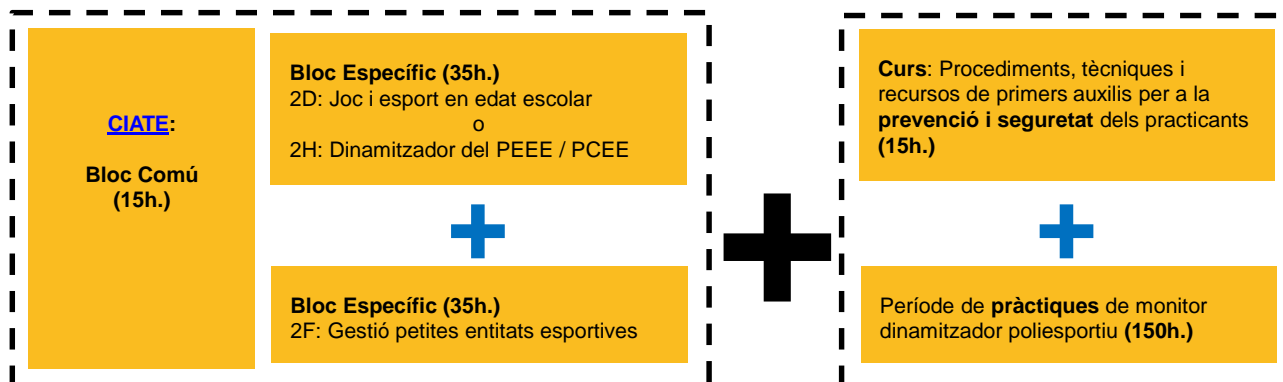 CIATE:
Bloc Comú
(15h.)
Bloc Específic (35h.)
2D: Joc i esport en edat escolar
o
2H: Dinamitzador del PEEE / PCEE
Bloc Específic (35h.)
2F: Gestió petites entitats esportives
Curs: Procediments, tècniques i
recursos de primers auxilis per a la
prevenció i seguretat dels practicants
(15h.)
Període de pràctiques de monitor
dinamitzador poliesportiu (150h.)